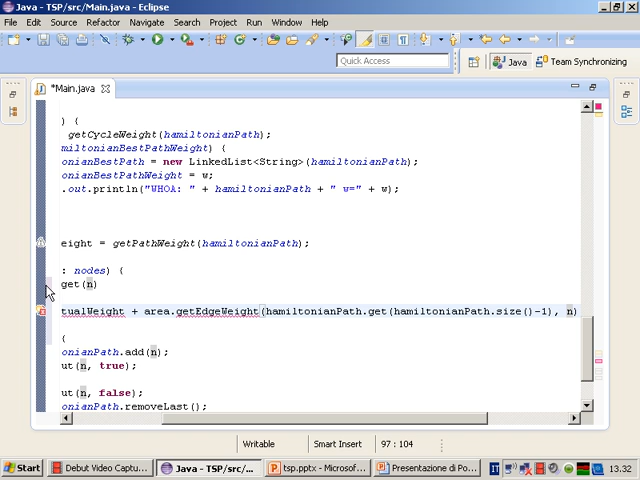 Java - TSP/src/Main.java - Eclipse
File Edit Source Refactor Navigate Search Project Run Window Help
Quick Access
Java
Team Synchronizing
*Main.java
) {
getCycleWeight(hamiltonianPath);
miltonianBestPathWeight) {
onianBestPath = new LinkedList<String>(hamiltonianPath);
onianBestPathWeight = w;
.out.println("WHOA: " + hamiltonianPath + " w=" + w);
eight = getPathWeight(hamiltonianPath);
: nodes) {
get(n)
tualWeight + area.getEdgeWeight(hamiltonianPath.get(hamiltonianPath.size()-1), n)
{
onianPath.add(n);
ut(n, true);
ut(n, false);
onianPath.removeLast();
Writable
Smart Insert
97 : 104
Start
Debut Video Captu...
Java - TSP/src/...
tsp.pptx - Microsof...
Presentazione di Po...
IT
13.32